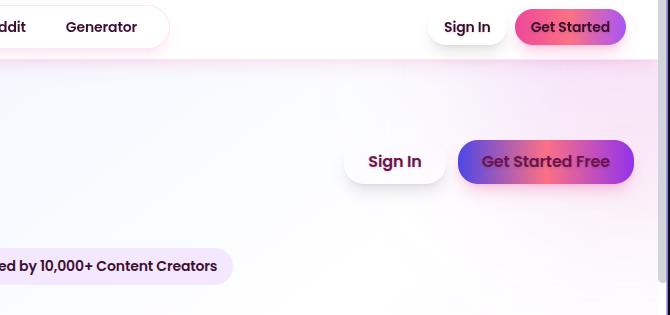 ddit Generator Sign In Get Started
Sign In Get Started Free
ed by 10,000+ Content Creators